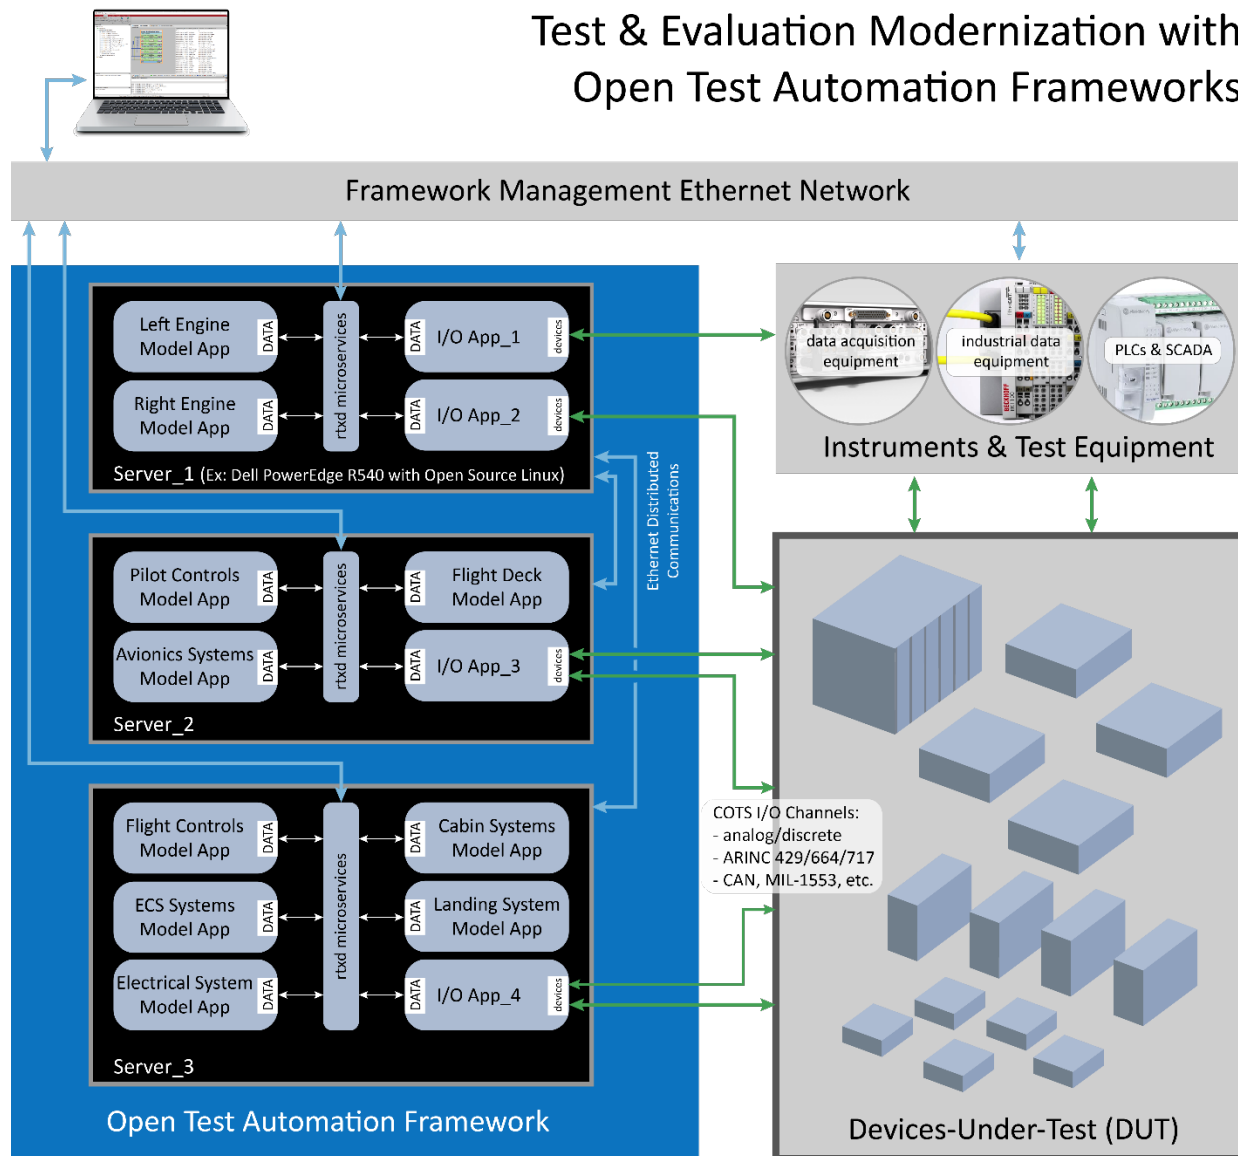 Test & Evaluation Modernization with
Open Test Automation Frameworks
Framework Management Ethernet Network
Left Engine
Model App
DATA
rtxd microservices
DATA
I/O App_1
devices
Right Engine
Model App
DATA
DATA
I/O App_2
devices
Server_1 (Ex: Dell PowerEdge R540 with Open Source Linux)
data acquisition
equipment
industrial data
equipment
PLCs & SCADA
BECKHOFF
Instruments & Test Equipment
Ethernet Distributed
Communications
Pilot Controls
Model App
DATA
rtxd microservices
DATA
Flight Deck
Model App
Avionics Systems
Model App
DATA
DATA
I/O App_3
devices
Server_2
Flight Controls
Model App
DATA
rtxd microservices
DATA
Cabin Systems
Model App
ECS Systems
Model App
DATA
DATA
Landing System
Model App
Electrical System
Model App
DATA
DATA
I/O App_4
devices
Server_3
Open Test Automation Framework
COTS I/O Channels:
- analog/discrete
- ARINC 429/664/717
- CAN, MIL-1553, etc.
Devices-Under-Test (DUT)